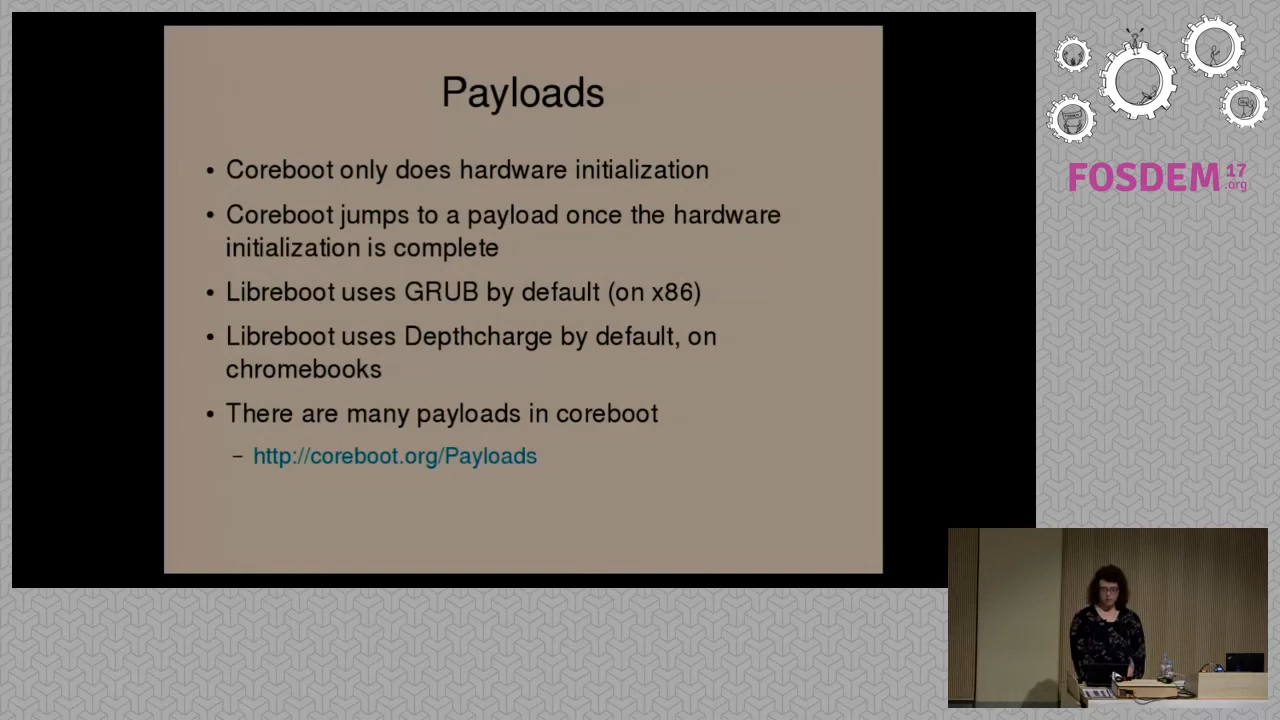 Payloads
• Coreboot only does hardware initialization
• Coreboot jumps to a payload once the hardware
initialization is complete
• Libreboot uses GRUB by default (on x86)
• Libreboot uses Depthcharge by default, on
chromebooks
• There are many payloads in coreboot
– http://coreboot.org/Payloads
FOSDEM 17
.org